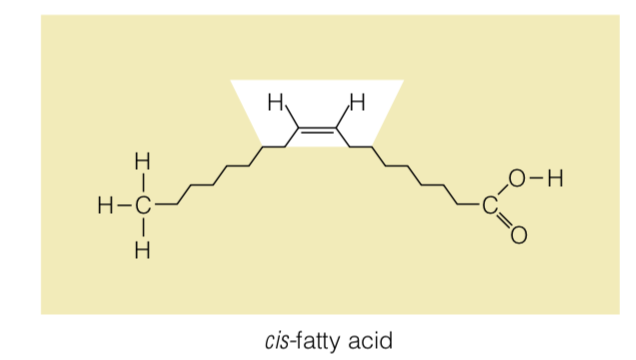 H H
H
O–H
H–C C
H O
cis-fatty acid